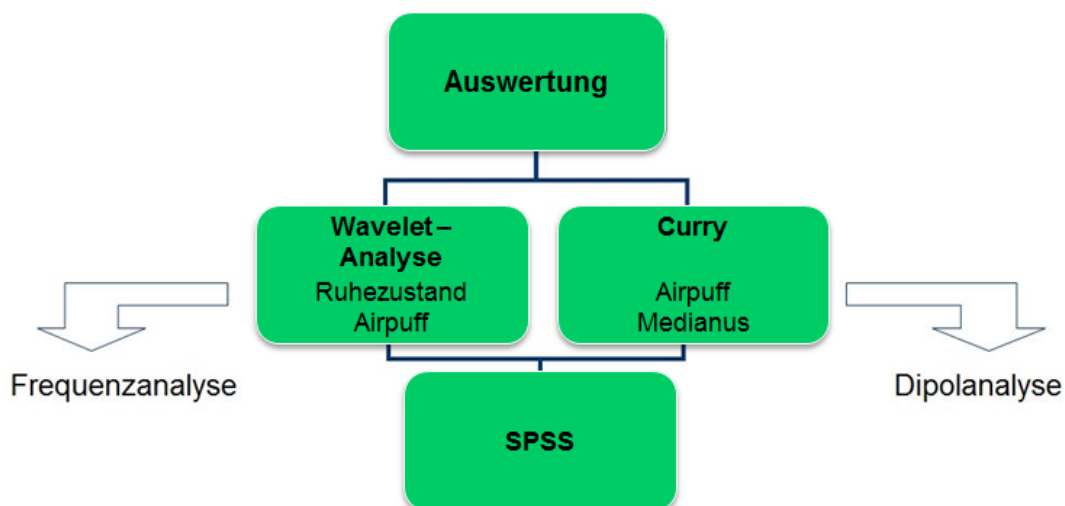 Auswertung
Wavelet –
Analyse
Ruhezustand
Airpuff
Curry
Airpuff
Medianus
Frequenzanalyse
Dipolanalyse
SPSS